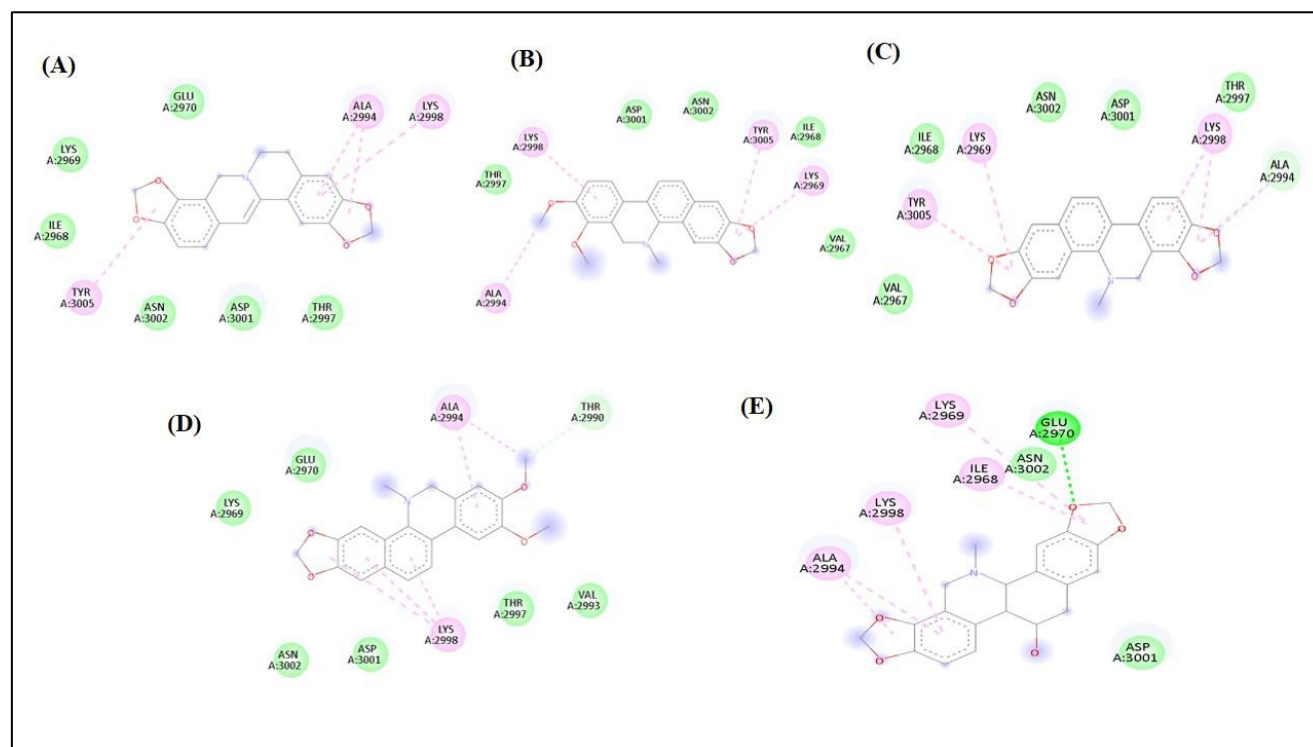 (A)
GLU
A:2970
ALA
A:2994
LYS
A:2998
LYS
A:2969
ILE
A:2968
TYR
A:3005
ASN
A:3002
ASP
A:3001
THR
A:2997
N
O
O
O
O
(B)
ASP
A:3001
ASN
A:3002
LYS
A:2998
TYR
A:3005
ILE
A:2968
THR
A:2997
LYS
A:2969
VAL
A:2967
ALA
A:2994
O
O
N
O
O
(C)
ASN
A:3002
ASP
A:3001
THR
A:2997
ILE
A:2968
LYS
A:2969
LYS
A:2998
ALA
A:2994
TYR
A:3005
VAL
A:2967
O
O
N
O
O
(D)
ALA
A:2994
THR
A:2990
GLU
A:2970
LYS
A:2969
THR
A:2997
VAL
A:2993
LYS
A:2998
ASN
A:3002
ASP
A:3001
O
O
N
O
O
(E)
LYS
A:2969
GLU
A:2970
ASN
A:3002
ILE
A:2968
LYS
A:2998
ALA
A:2994
ASP
A:3001
O
O
N
O
O
O